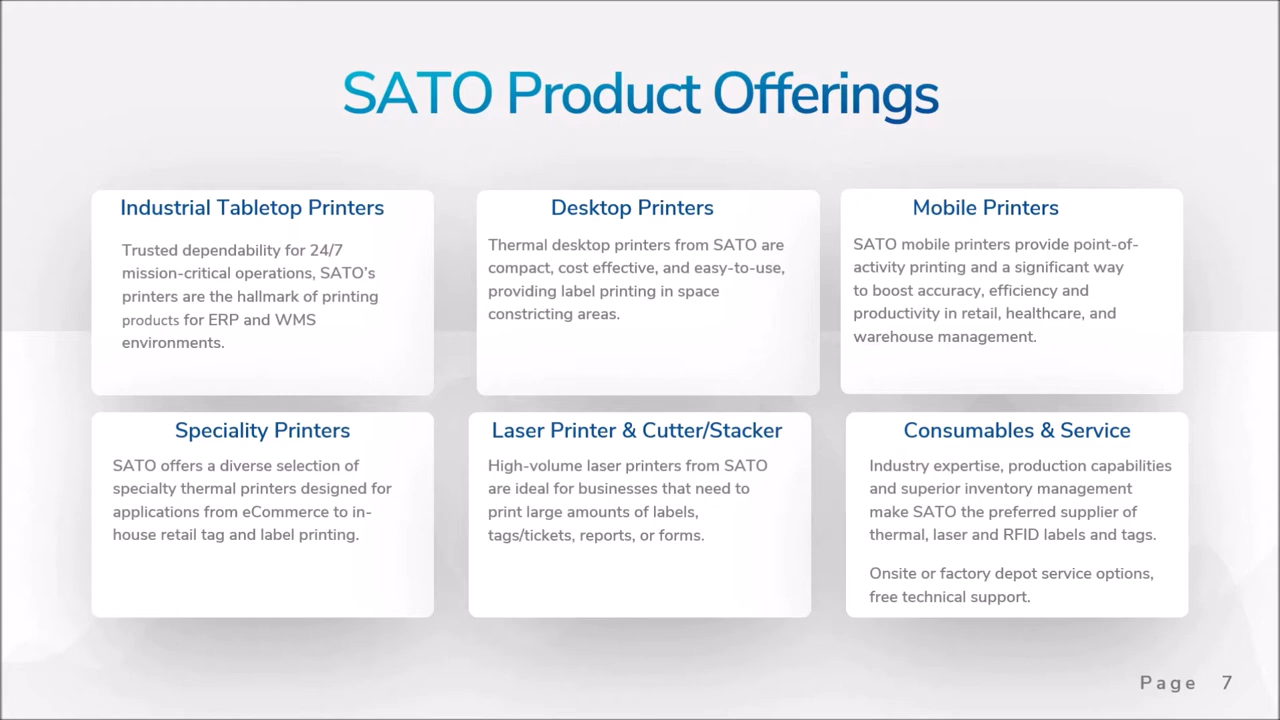 SATO Product Offerings
Industrial Tabletop Printers
Trusted dependability for 24/7
mission-critical operations, SATO's
printers are the hallmark of printing
products for ERP and WMS
environments.
Desktop Printers
Thermal desktop printers from SATO are
compact, cost effective, and easy-to-use,
providing label printing in space
constricting areas.
Mobile Printers
SATO mobile printers provide point-of-
activity printing and a significant way
to boost accuracy, efficiency and
productivity in retail, healthcare, and
warehouse management.
Speciality Printers
SATO offers a diverse selection of
specialty thermal printers designed for
applications from eCommerce to in-
house retail tag and label printing.
Laser Printer & Cutter/Stacker
High-volume laser printers from SATO
are ideal for businesses that need to
print large amounts of labels,
tags/tickets, reports, or forms.
Consumables & Service
Industry expertise, production capabilities
and superior inventory management
make SATO the preferred supplier of
thermal, laser and RFID labels and tags.
Onsite or factory depot service options,
free technical support.
Page 7